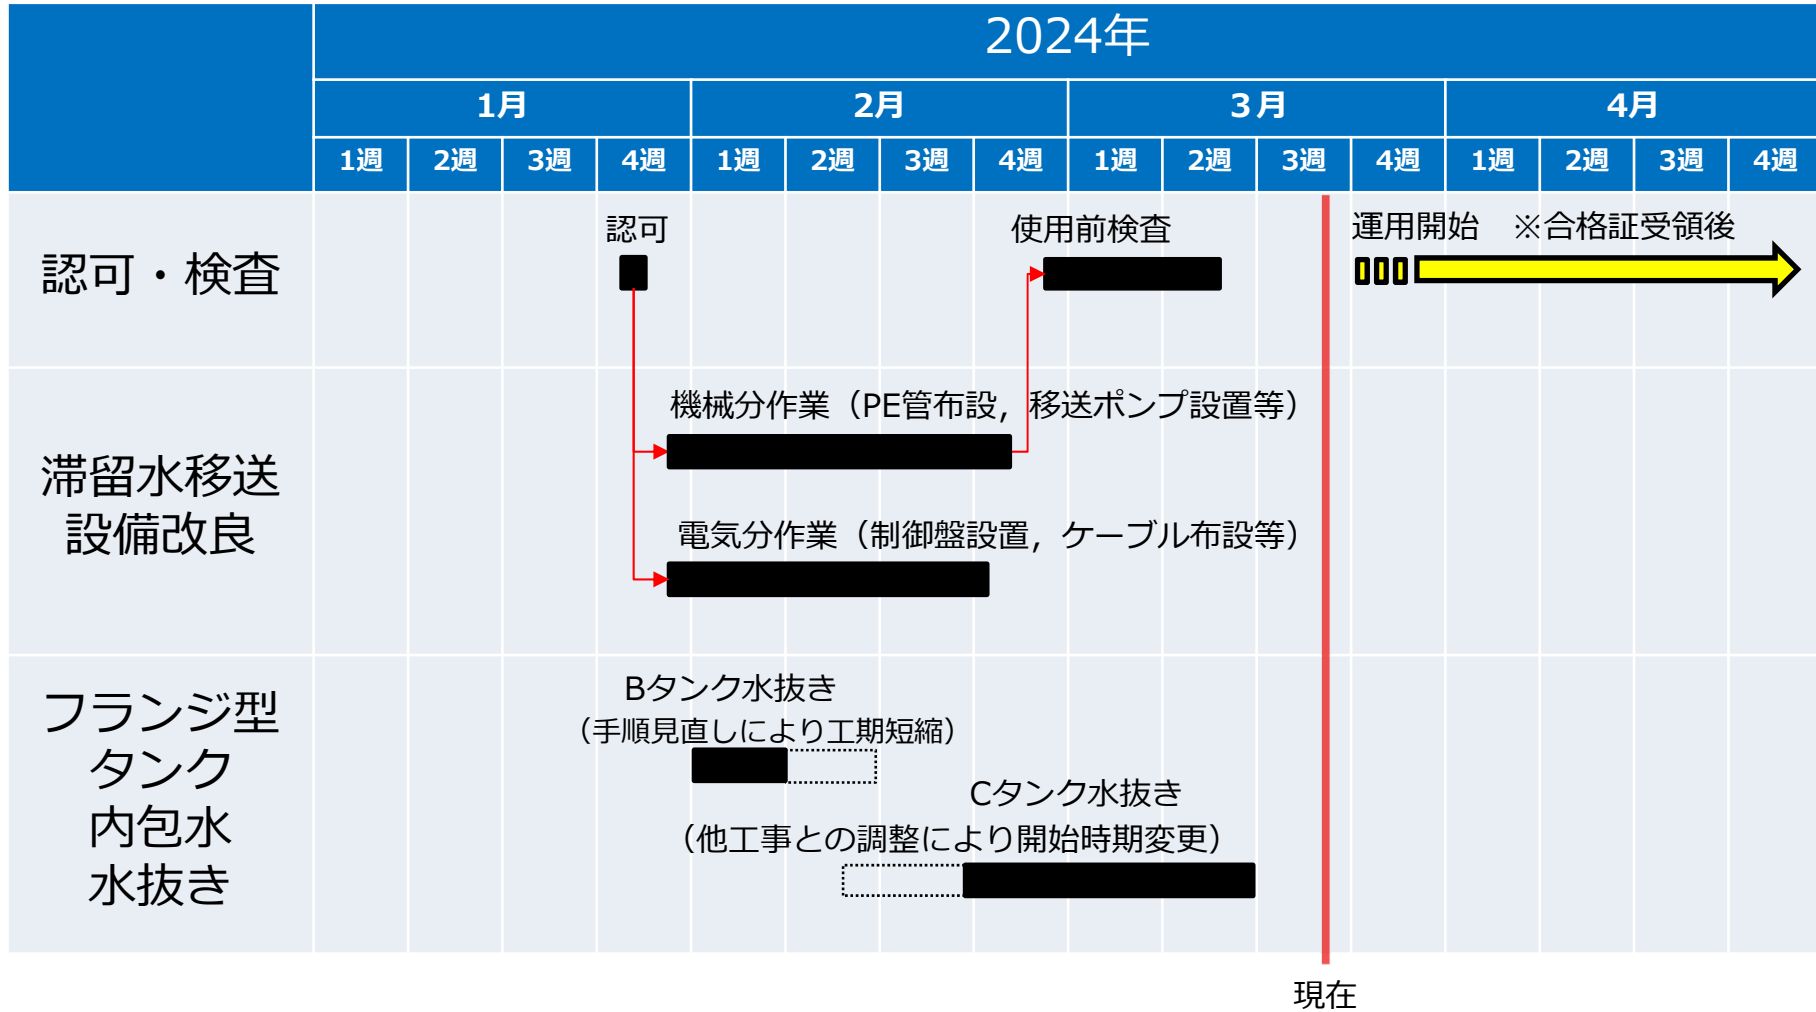 2024年
1月 2月 3月 4月
1週 2週 3週 4週 1週 2週 3週 4週 1週 2週 3週 4週 1週 2週 3週 4週
認可・検査
認可
使用前検査
運用開始 ※合格証受領後
滞留水移送
設備改良
機械分作業（PE管布設，移送ポンプ設置等）
電気分作業（制御盤設置，ケーブル布設等）
フランジ型
タンク
内包水
水抜き
Bタンク水抜き
（手順見直しにより工期短縮）
Cタンク水抜き
（他工事との調整により開始時期変更）
現在